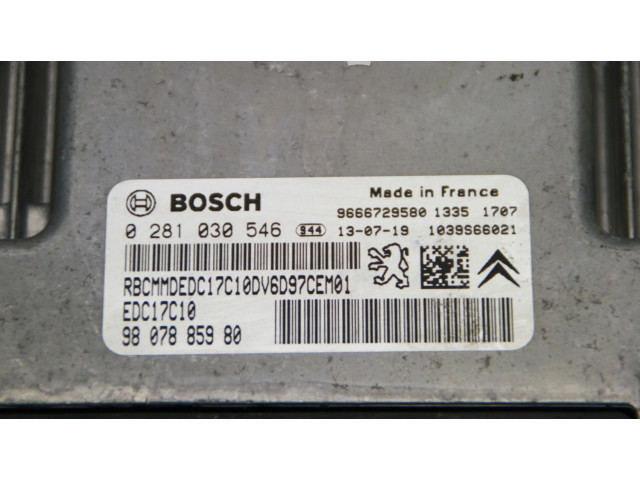 BOSCH
Made in France
9666729580 1335 1707
0 281 030 546 944 13-07-19 1039S66021
RBCMMDEDC17C10DV6D97CEM01
EDC17C10
98 078 859 80